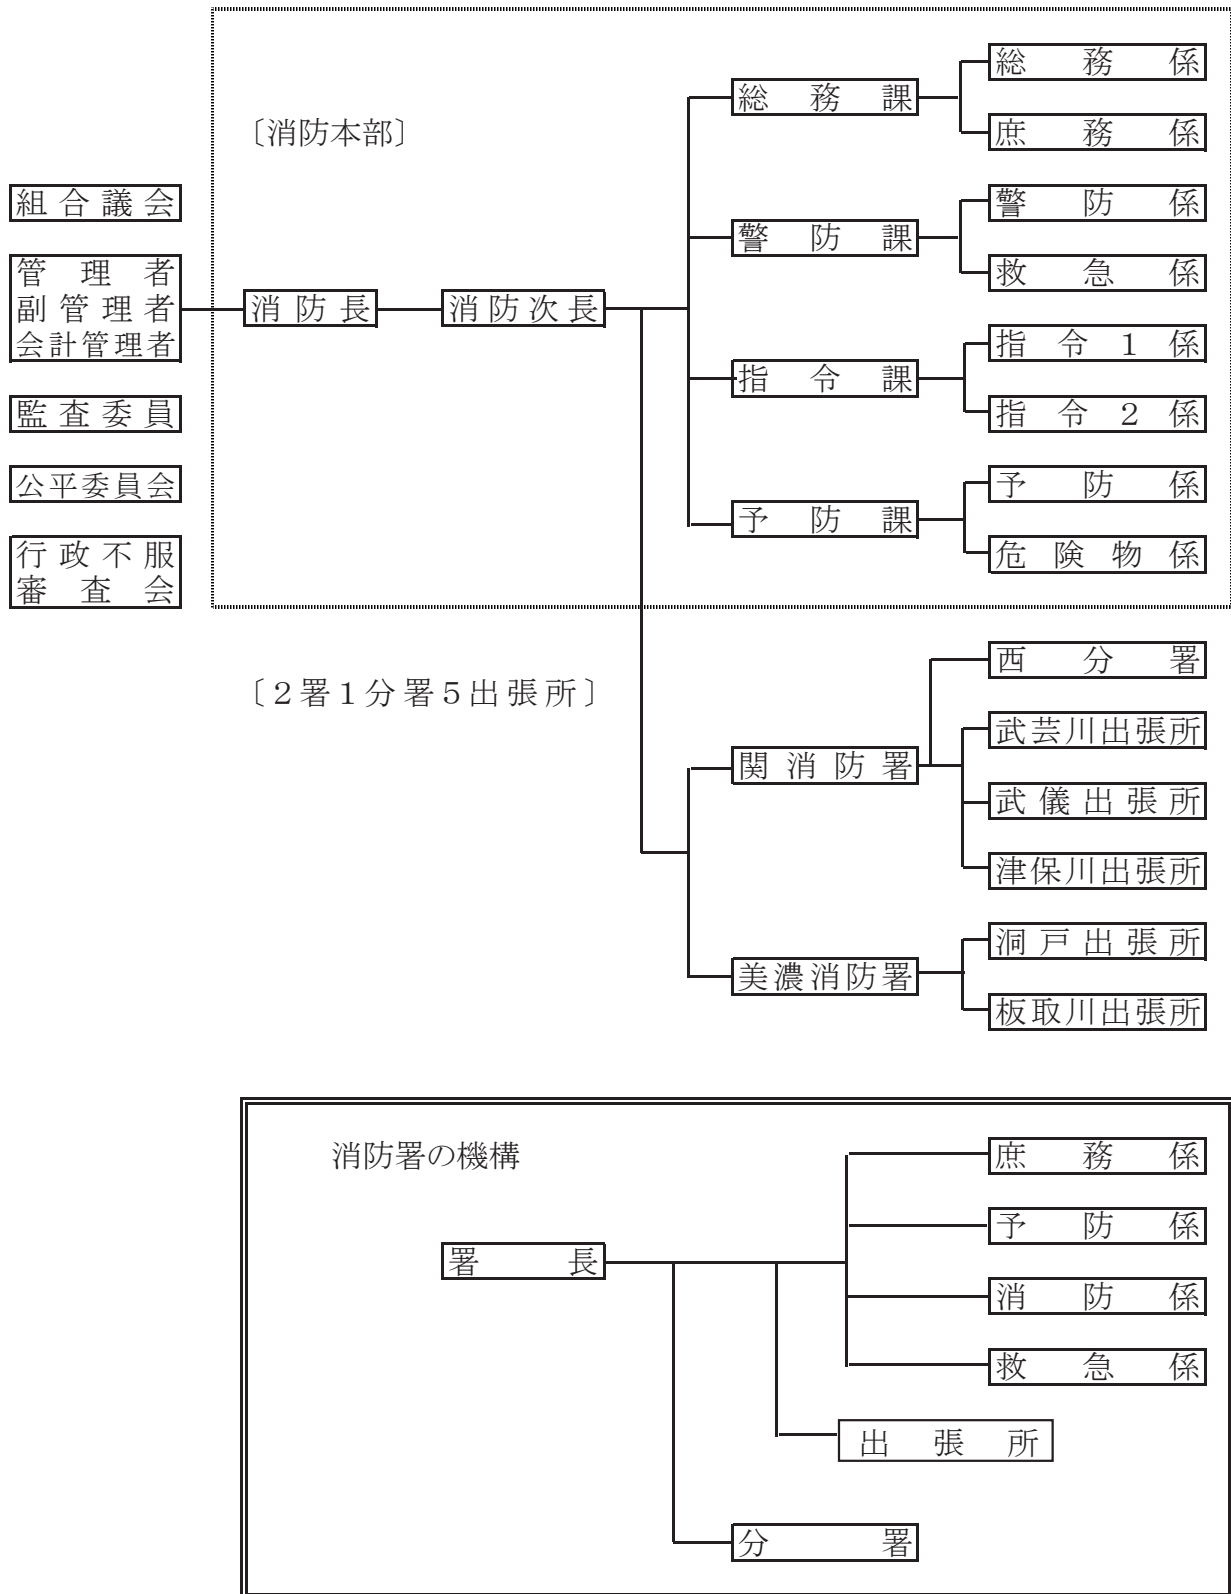 〔消防本部〕
組合議会
管理者
副管理者
会計管理者
監査委員
公平委員会
行政不服
審査会
消防長
消防次長
総務課
総務係
庶務係
警防課
警防係
救急係
指令課
指令1係
指令2係
予防課
予防係
危険物係
〔2署1分署5出張所〕
関消防署
西分署
武芸川出張所
武儀出張所
津保川出張所
美濃消防署
洞戸出張所
板取川出張所
消防署の機構
署長
庶務係
予防係
消防係
救急係
出張所
分署